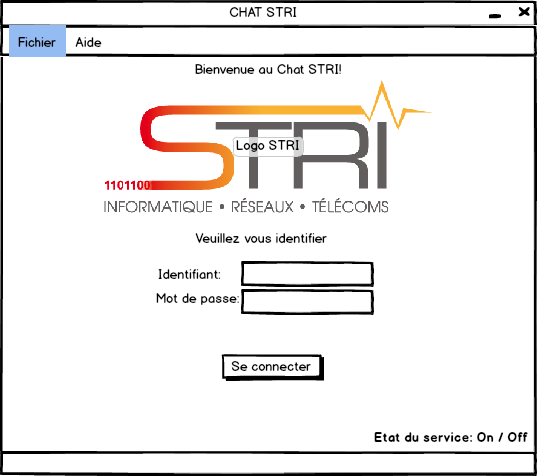 CHAT STRI
Fichier Aide
Bienvenue au Chat STRI!
STRI
Logo STRI
1101100
INFORMATIQUE • RÉSEAUX • TÉLÉCOMS
Veuillez vous identifier
Identifiant:
Mot de passe:
Se connecter
Etat du service: On / Off